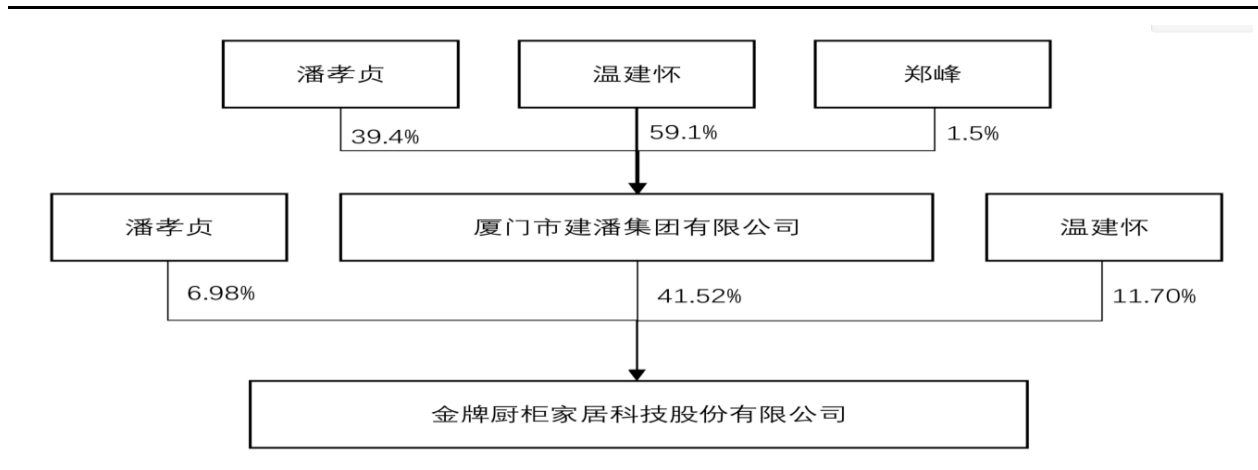 潘孝贞
温建怀
郑峰
39.4%
59.1%
1.5%
潘孝贞
厦门市建潘集团有限公司
温建怀
6.98%
41.52%
11.70%
金牌厨柜家居科技股份有限公司